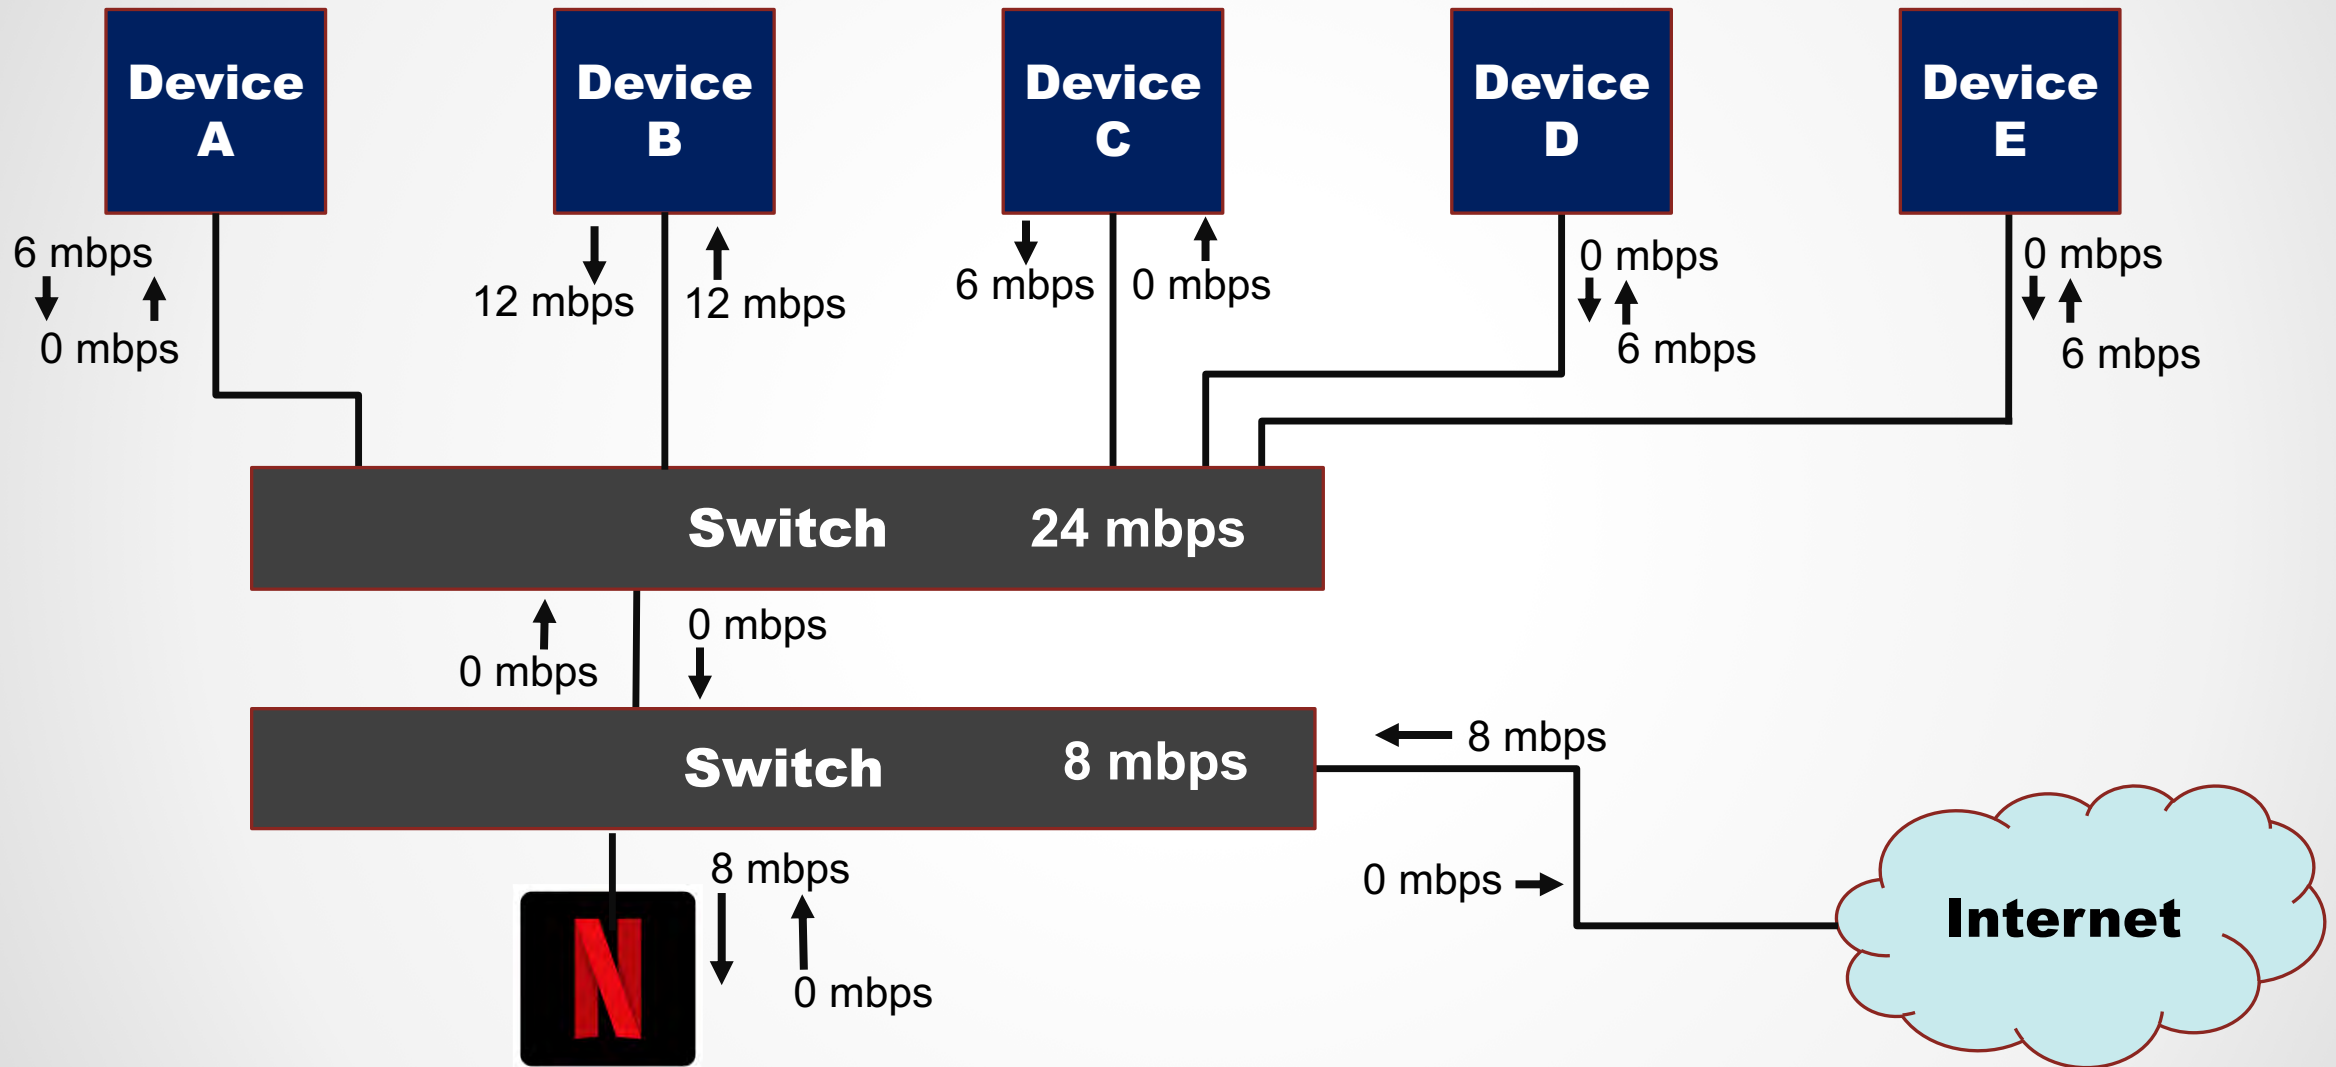 Device
A
Device
B
Device
C
Device
D
Device
E
6 mbps
0 mbps
12 mbps
12 mbps
6 mbps
0 mbps
0 mbps
6 mbps
0 mbps
6 mbps
Switch 24 mbps
0 mbps
0 mbps
Switch 8 mbps
8 mbps
0 mbps
8 mbps
0 mbps
N
Internet